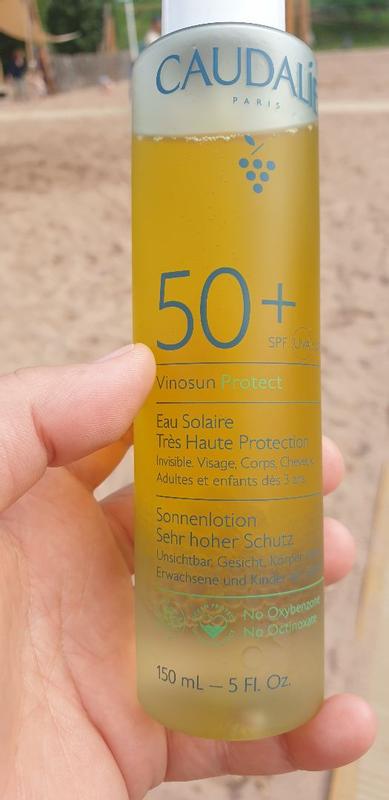 CAUDALÍE
PARIS
50+
SPF UVA
Vinosun Protect
Eau Solaire
Très Haute Protection
Invisible. Visage, Corps,
Adultes et enfants dès 3 ans
Sonnenlotion
Sehr hoher Schutz
Unsichtbar. Gesicht, Körper
Erwachsene und Kinder
No Oxybenzone
No Octinoxate
150 mL – 5 Fl. Oz.